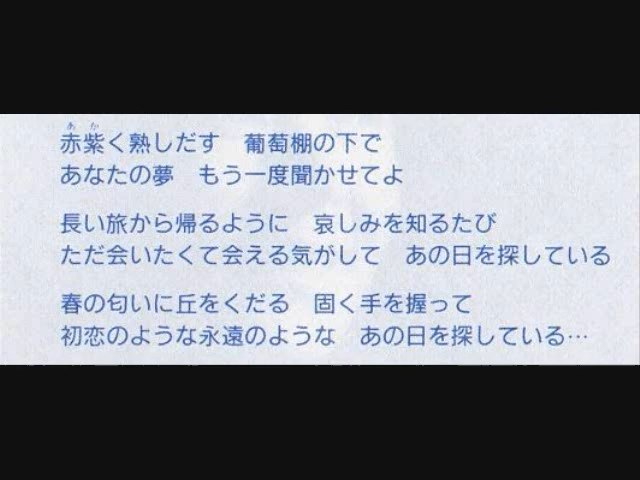 あか
赤紫く熟しだす　葡萄棚の下で
あなたの夢　もう一度聞かせてよ
長い旅から帰るように　哀しみを知るたび
ただ会いたくて会える気がして　あの日を探している
春の匂いに丘をくだる　固く手を握って
初恋のような永遠のような　あの日を探している…